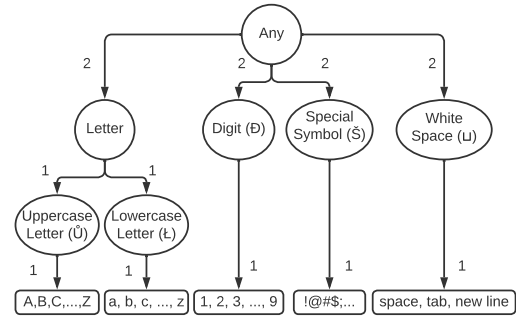 Any
2
2
2
2
Letter
Digit (Đ)
Special
Symbol (Š)
White
Space (⊔)
1
1
Uppercase
Letter (Ů)
Lowercase
Letter (Ł)
1
1
1
1
1
A,B,C,...,Z
a, b, c, ..., z
1, 2, 3, ..., 9
!@#$;...
space, tab, new line